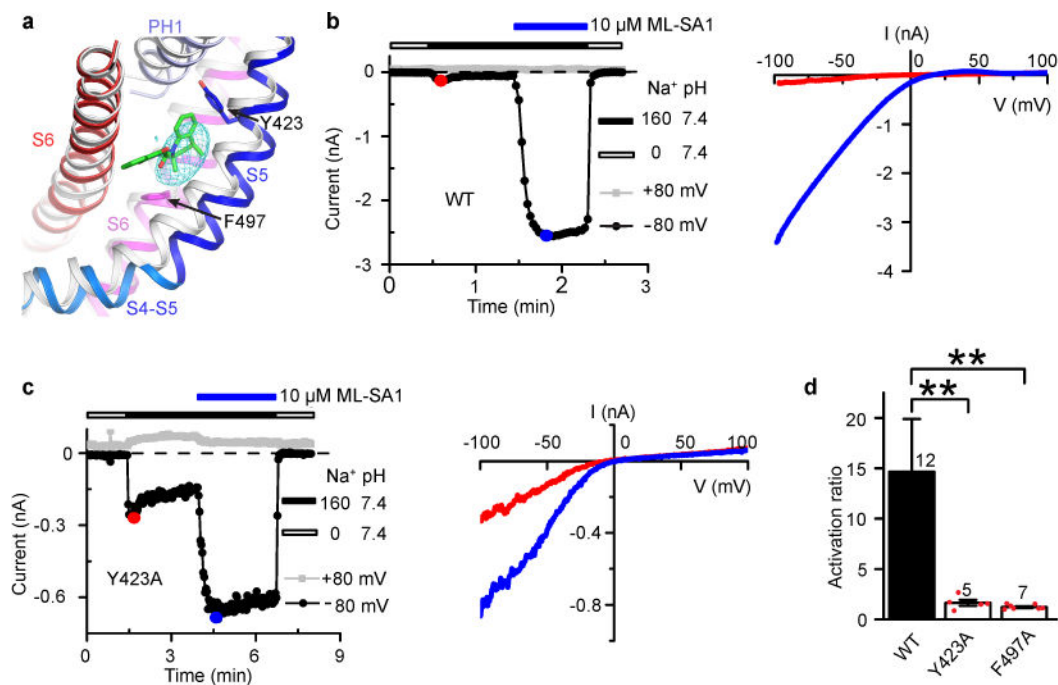 a
PH1
S6
Y423
S5
S6
F497
S4-S5
b
10 µM ML-SA1
0
-1
-2
-3
Current (nA)
Na⁺ pH
160 7.4
0 7.4
+80 mV
-80 mV
WT
0 1 2 3
Time (min)
I (nA)
-100 -50 0 50 100
V (mV)
-1
-2
-3
-4
c
10 µM ML-SA1
0
-0.3
-0.6
Current (nA)
Na⁺ pH
160 7.4
0 7.4
+80 mV
-80 mV
Y423A
0 3 6 9
Time (min)
I (nA)
-100 -50 0 50 100
V (mV)
-0.4
-0.8
d
**
**
20
15
10
5
0
Activation ratio
12
5
7
WT
Y423A
F497A